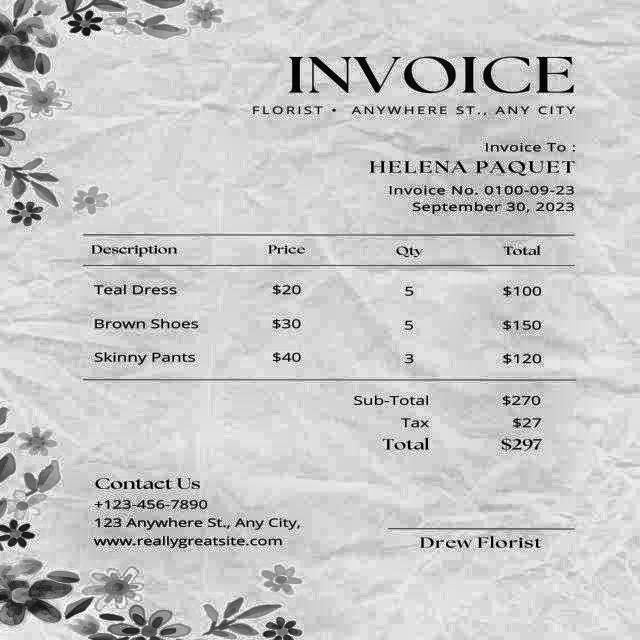 INVOICE
FLORIST • ANYWHERE ST., ANY CITY
Invoice To :
HELENA PAQUET
Invoice No. 0100-09-23
September 30, 2023
Description Price Qty Total
Teal Dress $20 5 $100
Brown Shoes $30 5 $150
Skinny Pants $40 3 $120
Sub-Total $270
Tax $27
Total $297
Contact Us
+123-456-7890
123 Anywhere St., Any City,
www.reallygreatsite.com
Drew Florist